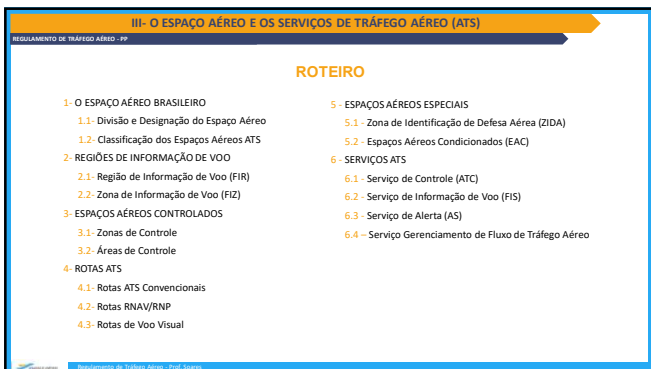 III- O ESPAÇO AÉREO E OS SERVIÇOS DE TRÁFEGO AÉREO (ATS)
REGULAMENTO DE TRÁFEGO AÉREO - PP
ROTEIRO
1- O ESPAÇO AÉREO BRASILEIRO
1.1- Divisão e Designação do Espaço Aéreo
1.2- Classificação dos Espaços Aéreos ATS
2- REGIÕES DE INFORMAÇÃO DE VOO
2.1- Região de Informação de Voo (FIR)
2.2- Zona de Informação de Voo (FIZ)
3- ESPAÇOS AÉREOS CONTROLADOS
3.1- Zonas de Controle
3.2- Áreas de Controle
4- ROTAS ATS
4.1- Rotas ATS Convencionais
4.2- Rotas RNAV/RNP
4.3- Rotas de Voo Visual
5 - ESPAÇOS AÉREOS ESPECIAIS
5.1 - Zona de Identificação de Defesa Aérea (ZIDA)
5.2 - Espaços Aéreos Condicionados (EAC)
6 - SERVIÇOS ATS
6.1 - Serviço de Controle (ATC)
6.2 - Serviço de Informação de Voo (FIS)
6.3 - Serviço de Alerta (AS)
6.4 – Serviço Gerenciamento de Fluxo de Tráfego Aéreo
Regulamento de Tráfego Aéreo - Prof. Soares